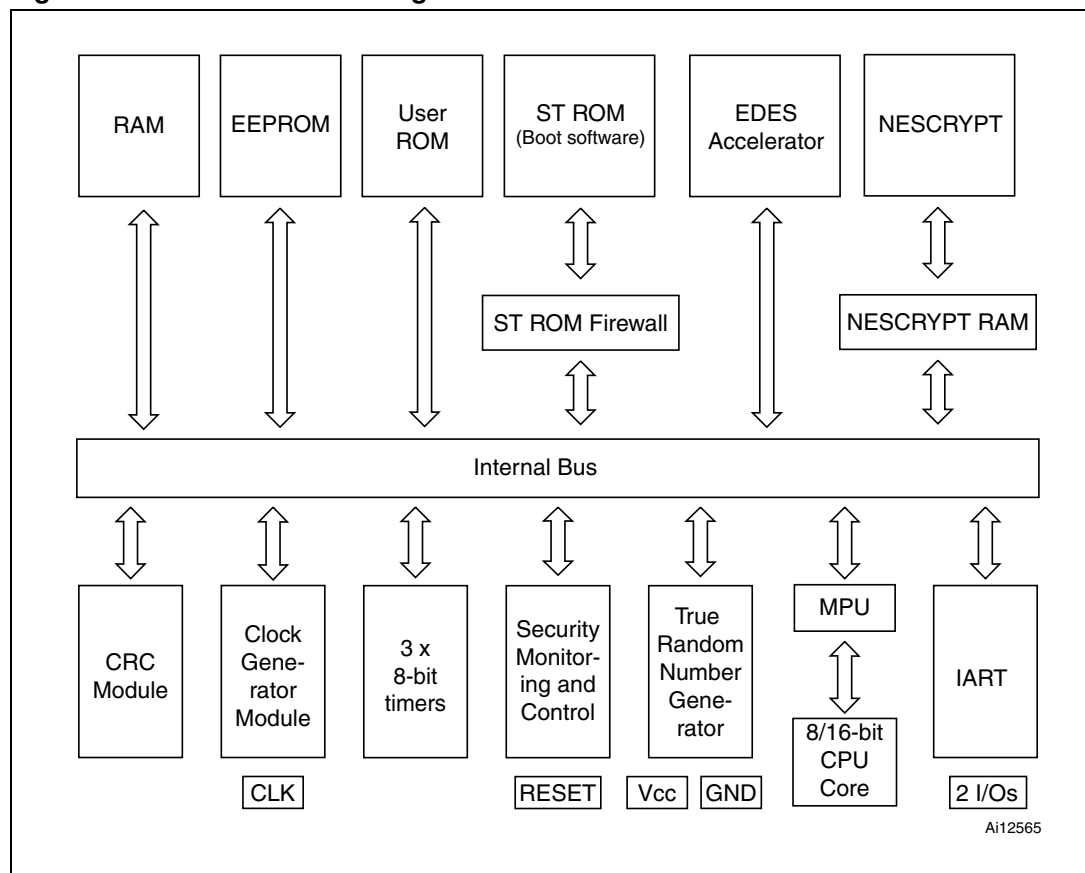 RAM
EEPROM
User
ROM
ST ROM
(Boot software)
EDES
Accelerator
NESCRYPT
ST ROM Firewall
NESCRYPT RAM
Internal Bus
CRC
Module
Clock
Gene-
rator
Module
3 x
8-bit
timers
Security
Monitor-
ing and
Control
True
Random
Number
Gene-
rator
MPU
8/16-bit
CPU
Core
IART
CLK
RESET
Vcc
GND
2 I/Os
Ai12565